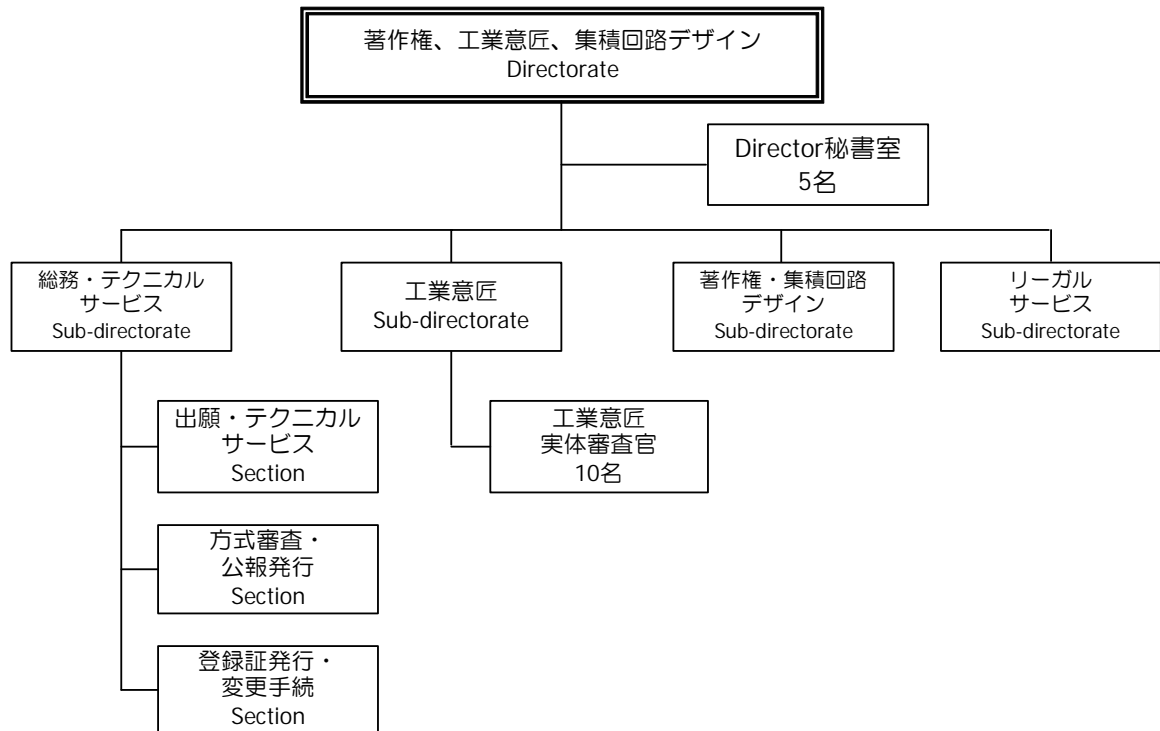 著作権、工業意匠、集積回路デザイン
Directorate
Director秘書室
5名
総務・テクニカル
サービス
Sub-directorate
工業意匠
Sub-directorate
著作権・集積回路
デザイン
Sub-directorate
リーガル
サービス
Sub-directorate
出願・テクニカル
サービス
Section
工業意匠
実体審査官
10名
方式審査・
公報発行
Section
登録証発行・
変更手続
Section